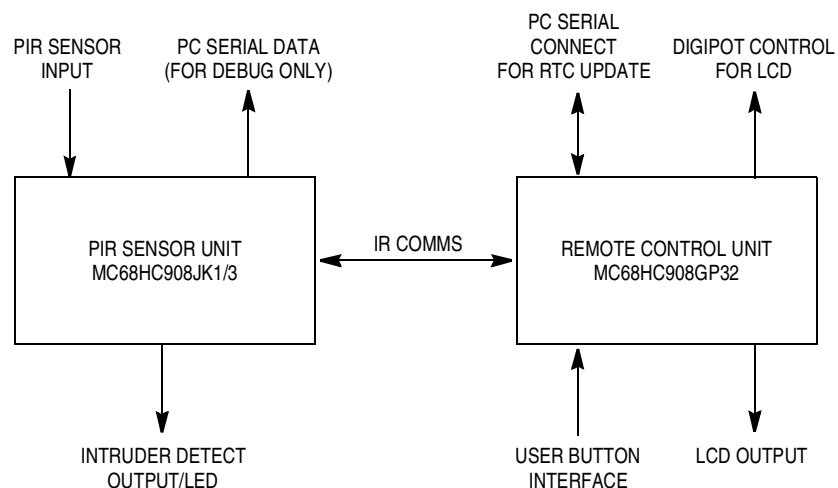 PIR SENSOR
INPUT
PC SERIAL DATA
(FOR DEBUG ONLY)
PC SERIAL
CONNECT
FOR RTC UPDATE
DIGIPOT CONTROL
FOR LCD
PIR SENSOR UNIT
MC68HC908JK1/3
IR COMMS
REMOTE CONTROL UNIT
MC68HC908GP32
INTRUDER DETECT
OUTPUT/LED
USER BUTTON
INTERFACE
LCD OUTPUT